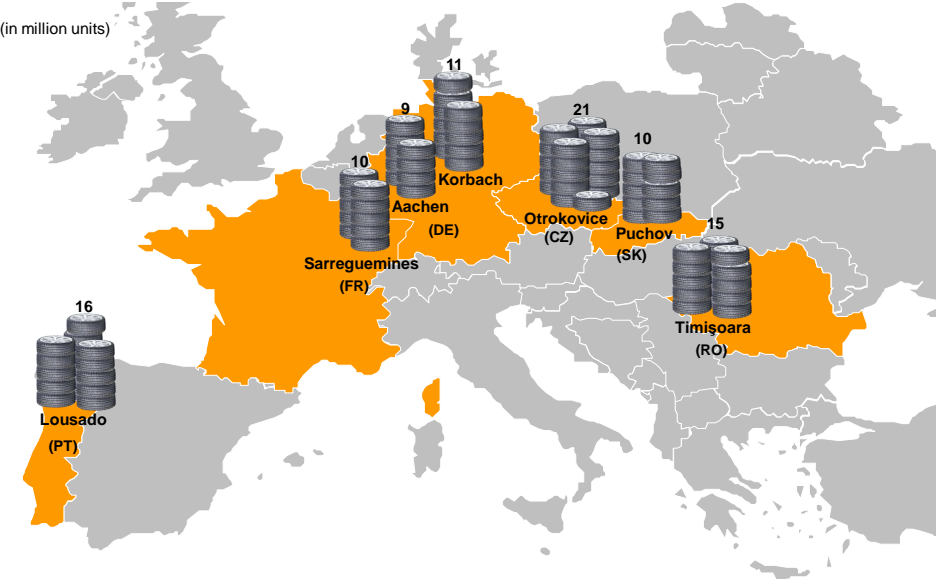 (in million units)
11
Korbach
9
Aachen
(DE)
10
Sarreguemines
(FR)
21
Otrokovice
(CZ)
10
Puchov
(SK)
15
Timişoara
(RO)
16
Lousado
(PT)